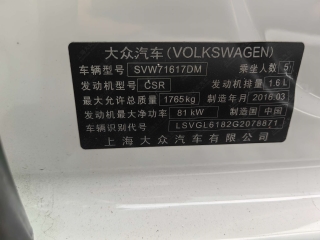 大众汽车(VOLKSWAGEN)
车辆型号 SVW71617DM 乘坐人数 5
发动机型号 CSR 发动机排量 1.6 L
最大允许总质量 1765kg 制造年月 2016.03
发动机最大净功率 81 kW 制造国 中国
车辆识别代号 LSVGL6182G2078871
上海大众汽车有限公司